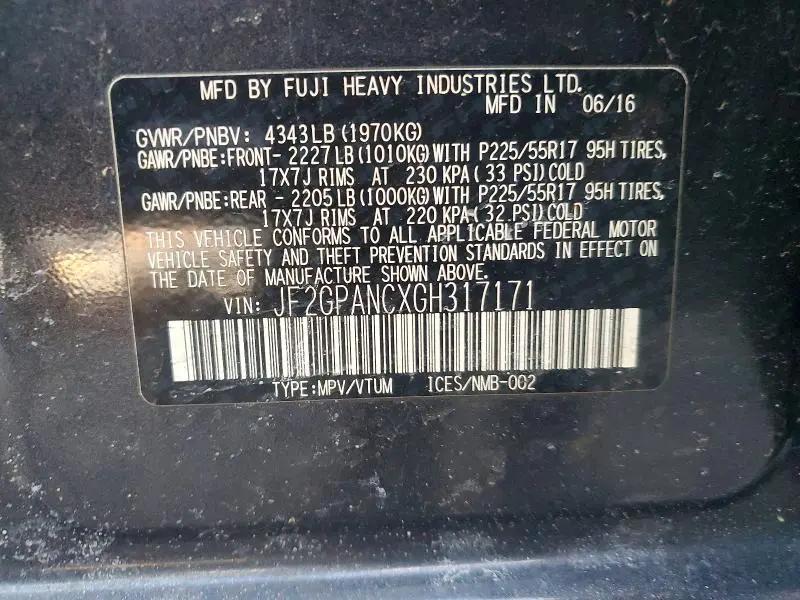 MFD BY FUJI HEAVY INDUSTRIES LTD.
MFD IN 06/16
GVWR/PNBV: 4343LB (1970KG)
GAWR/PNBE:FRONT- 2227 LB (1010KG) WITH P225/55R17 95H TIRES,
17X7J RIMS AT 230 KPA ( 33 PSI) COLD
GAWR/PNBE:REAR - 2205 LB (1000KG) WITH P225/55R17 95H TIRES,
17X7J RIMS AT 220 KPA ( 32 PSI) COLD
THIS VEHICLE CONFORMS TO ALL APPLICABLE FEDERAL MOTOR
VEHICLE SAFETY AND THEFT PREVENTION STANDARDS IN EFFECT ON
THE DATE OF MANUFACTURE SHOWN ABOVE.
VIN: JF2GPANCXGH317171
TYPE:MPV/VTUM ICES/NMB-002